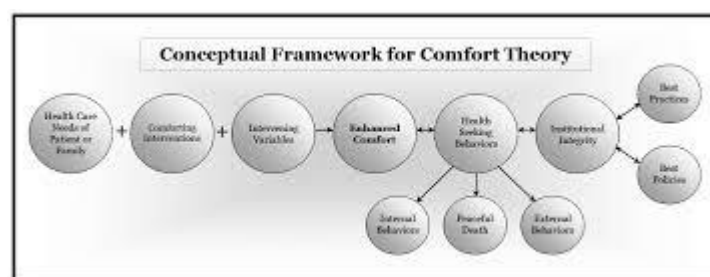 Conceptual Framework for Comfort Theory
Health Care
Needs of
Patient or
Family
+
Comforting
Interventions
+
Intervening
Variables
Enhanced
Comfort
Health
Seeking
Behaviors
Institutional
Integrity
Best
Practices
Best
Policies
Internal
Behaviors
Peaceful
Death
External
Behaviors